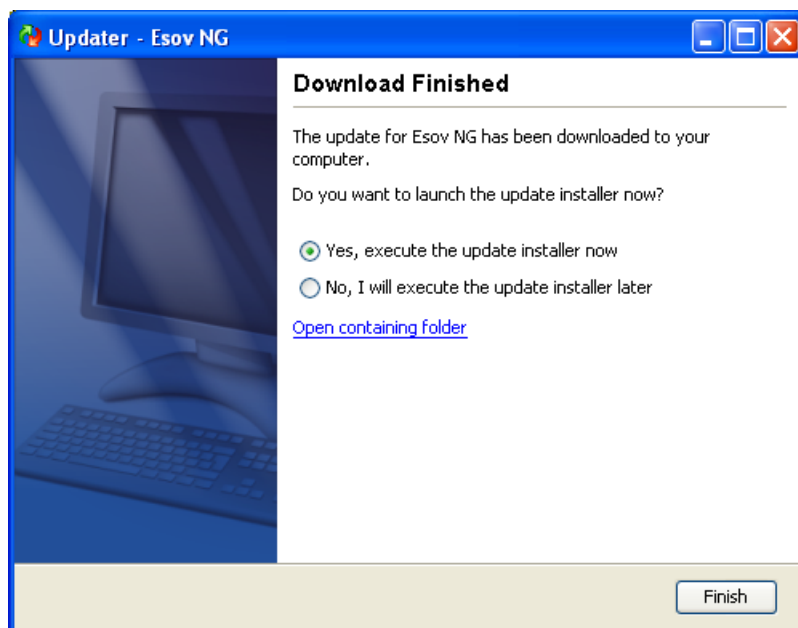 Updater - Esov NG
Download Finished
The update for Esov NG has been downloaded to your
computer.
Do you want to launch the update installer now?
Yes, execute the update installer now
No, I will execute the update installer later
Open containing folder
Finish